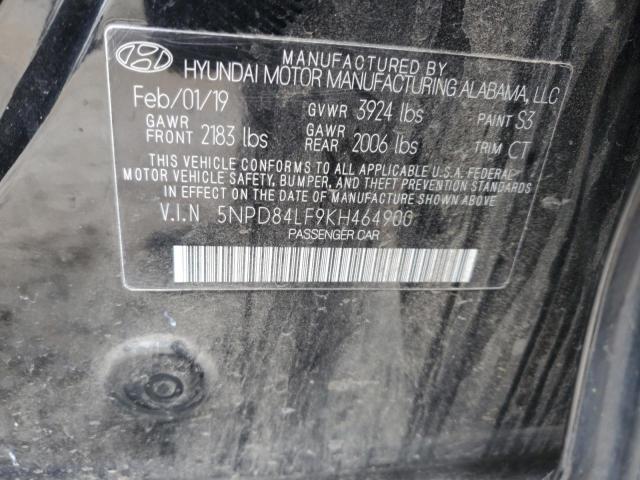 MANUFACTURED BY
HYUNDAI MOTOR MANUFACTURING ALABAMA, LLC
Feb/01/19 GVWR 3924 lbs PAINT S3
GAWR FRONT 2183 lbs GAWR REAR 2006 lbs TRIM CT
THIS VEHICLE CONFORMS TO ALL APPLICABLE U.S.A. FEDERAL
MOTOR VEHICLE SAFETY, BUMPER, AND THEFT PREVENTION STANDARDS
IN EFFECT ON THE DATE OF MANUFACTURE SHOWN ABOVE.
V.I.N 5NPD84LF9KH464900
PASSENGER CAR